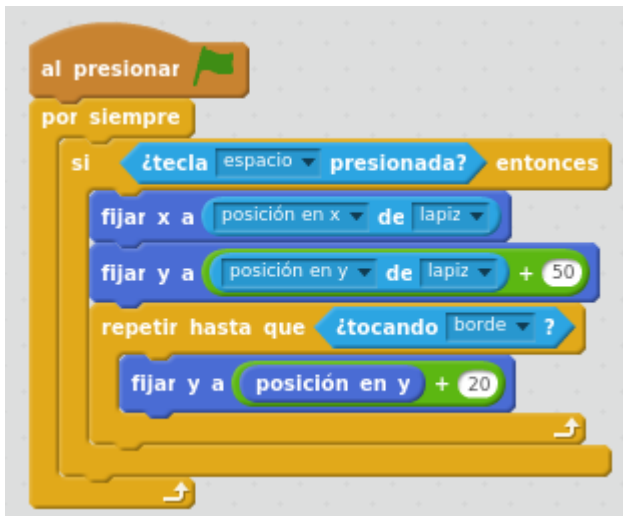 al presionar
por siempre
si ¿tecla espacio presionada? entonces
fijar x a posición en x de lapiz
fijar y a posición en y de lapiz + 50
repetir hasta que ¿tocando borde ?
fijar y a posición en y + 20